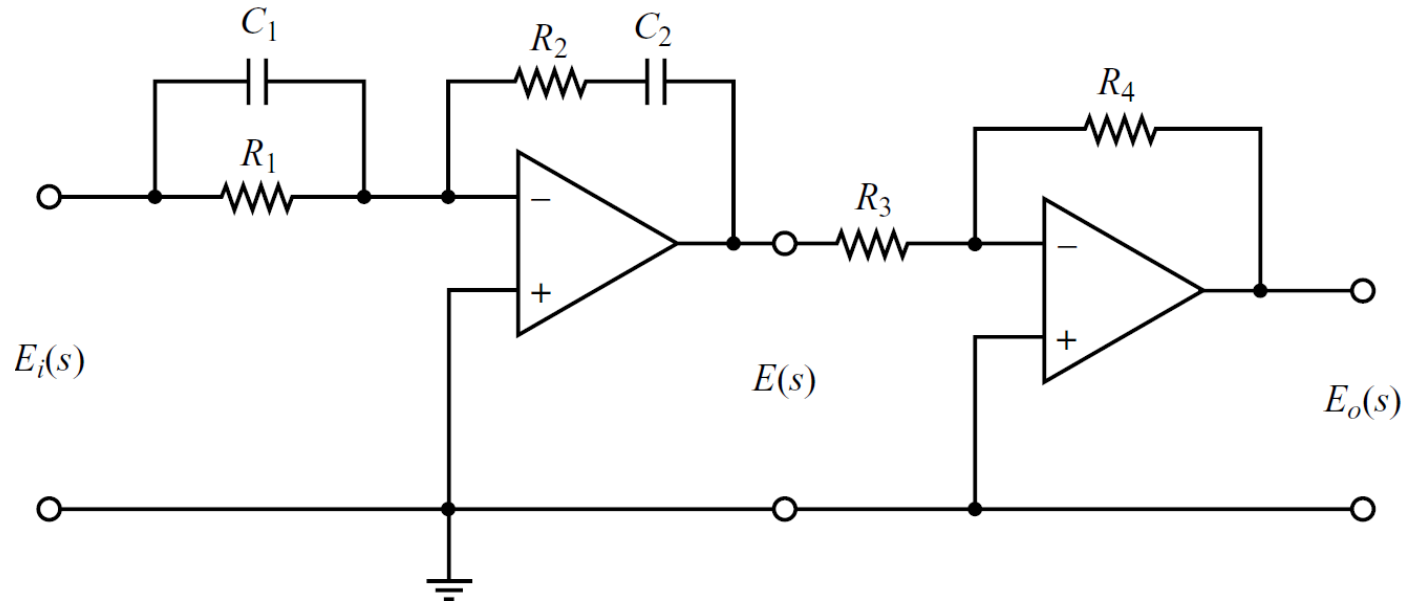 C₁
R₂
C₂
R₁
R₄
R₃
−
+
−
+
Eᵢ(s)
E(s)
Eₒ(s)